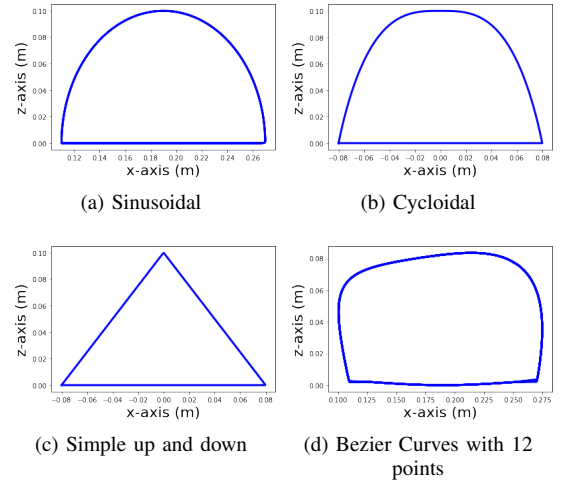 z-axis (m)
0.10
0.08
0.06
0.04
0.02
0.00
0.12 0.14 0.16 0.18 0.20 0.22 0.24 0.26
x-axis (m)
(a) Sinusoidal
z-axis (m)
0.10
0.08
0.06
0.04
0.02
0.00
−0.08 −0.06 −0.04 −0.02 0.00 0.02 0.04 0.06 0.08
x-axis (m)
(b) Cycloidal
z-axis (m)
0.10
0.08
0.06
0.04
0.02
0.00
−0.08 −0.06 −0.04 −0.02 0.00 0.02 0.04 0.06 0.08
x-axis (m)
(c) Simple up and down
z-axis (m)
0.08
0.06
0.04
0.02
0.00
0.100 0.125 0.150 0.175 0.200 0.225 0.250 0.275
x-axis (m)
(d) Bezier Curves with 12
points